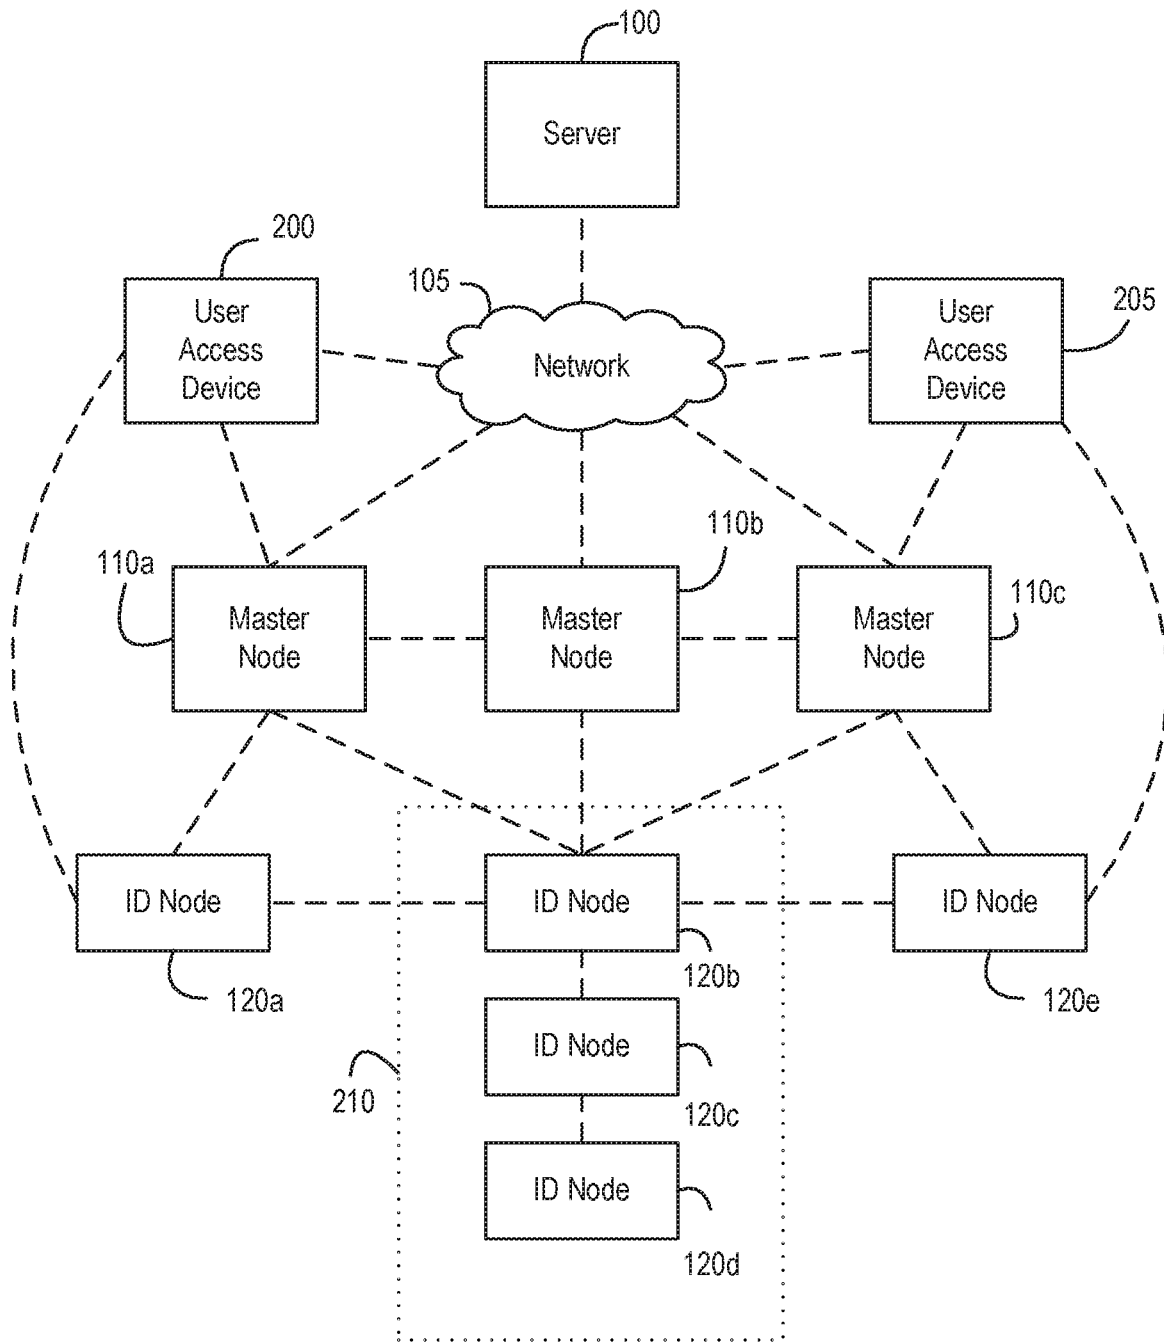 100
Server
200
User
Access
Device
105
Network
User
Access
Device
205
110a
Master
Node
110b
Master
Node
110c
Master
Node
ID Node
120a
ID Node
120b
ID Node
120e
210
ID Node
120c
ID Node
120d